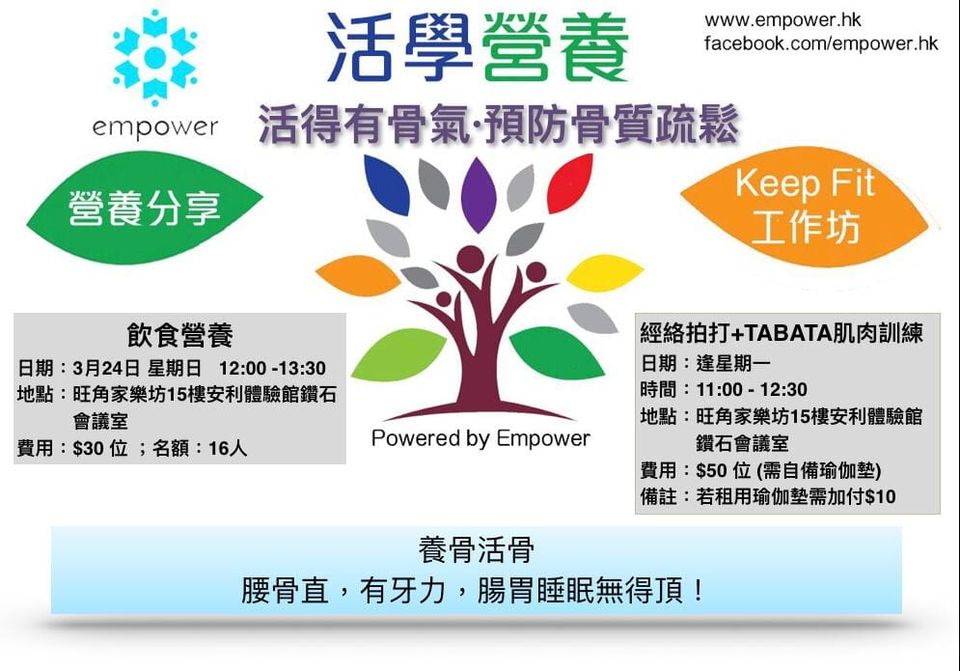 empower
活學營養
www.empower.hk
facebook.com/empower.hk
活得有骨氣‧預防骨質疏鬆
營養分享
Keep Fit
工作坊
飲食營養
日期：3月24日 星期日 12:00 -13:30
地點：旺角家樂坊15樓安利體驗館鑽石
會議室
費用：$30 位 ；名額：16人
Powered by Empower
經絡拍打+TABATA肌肉訓練
日期：逢星期一
時間：11:00 - 12:30
地點：旺角家樂坊15樓安利體驗館
鑽石會議室
費用：$50 位 (需自備瑜伽墊)
備註：若租用瑜伽墊需加付$10
養骨活骨
腰骨直，有牙力，腸胃睡眠無得頂！